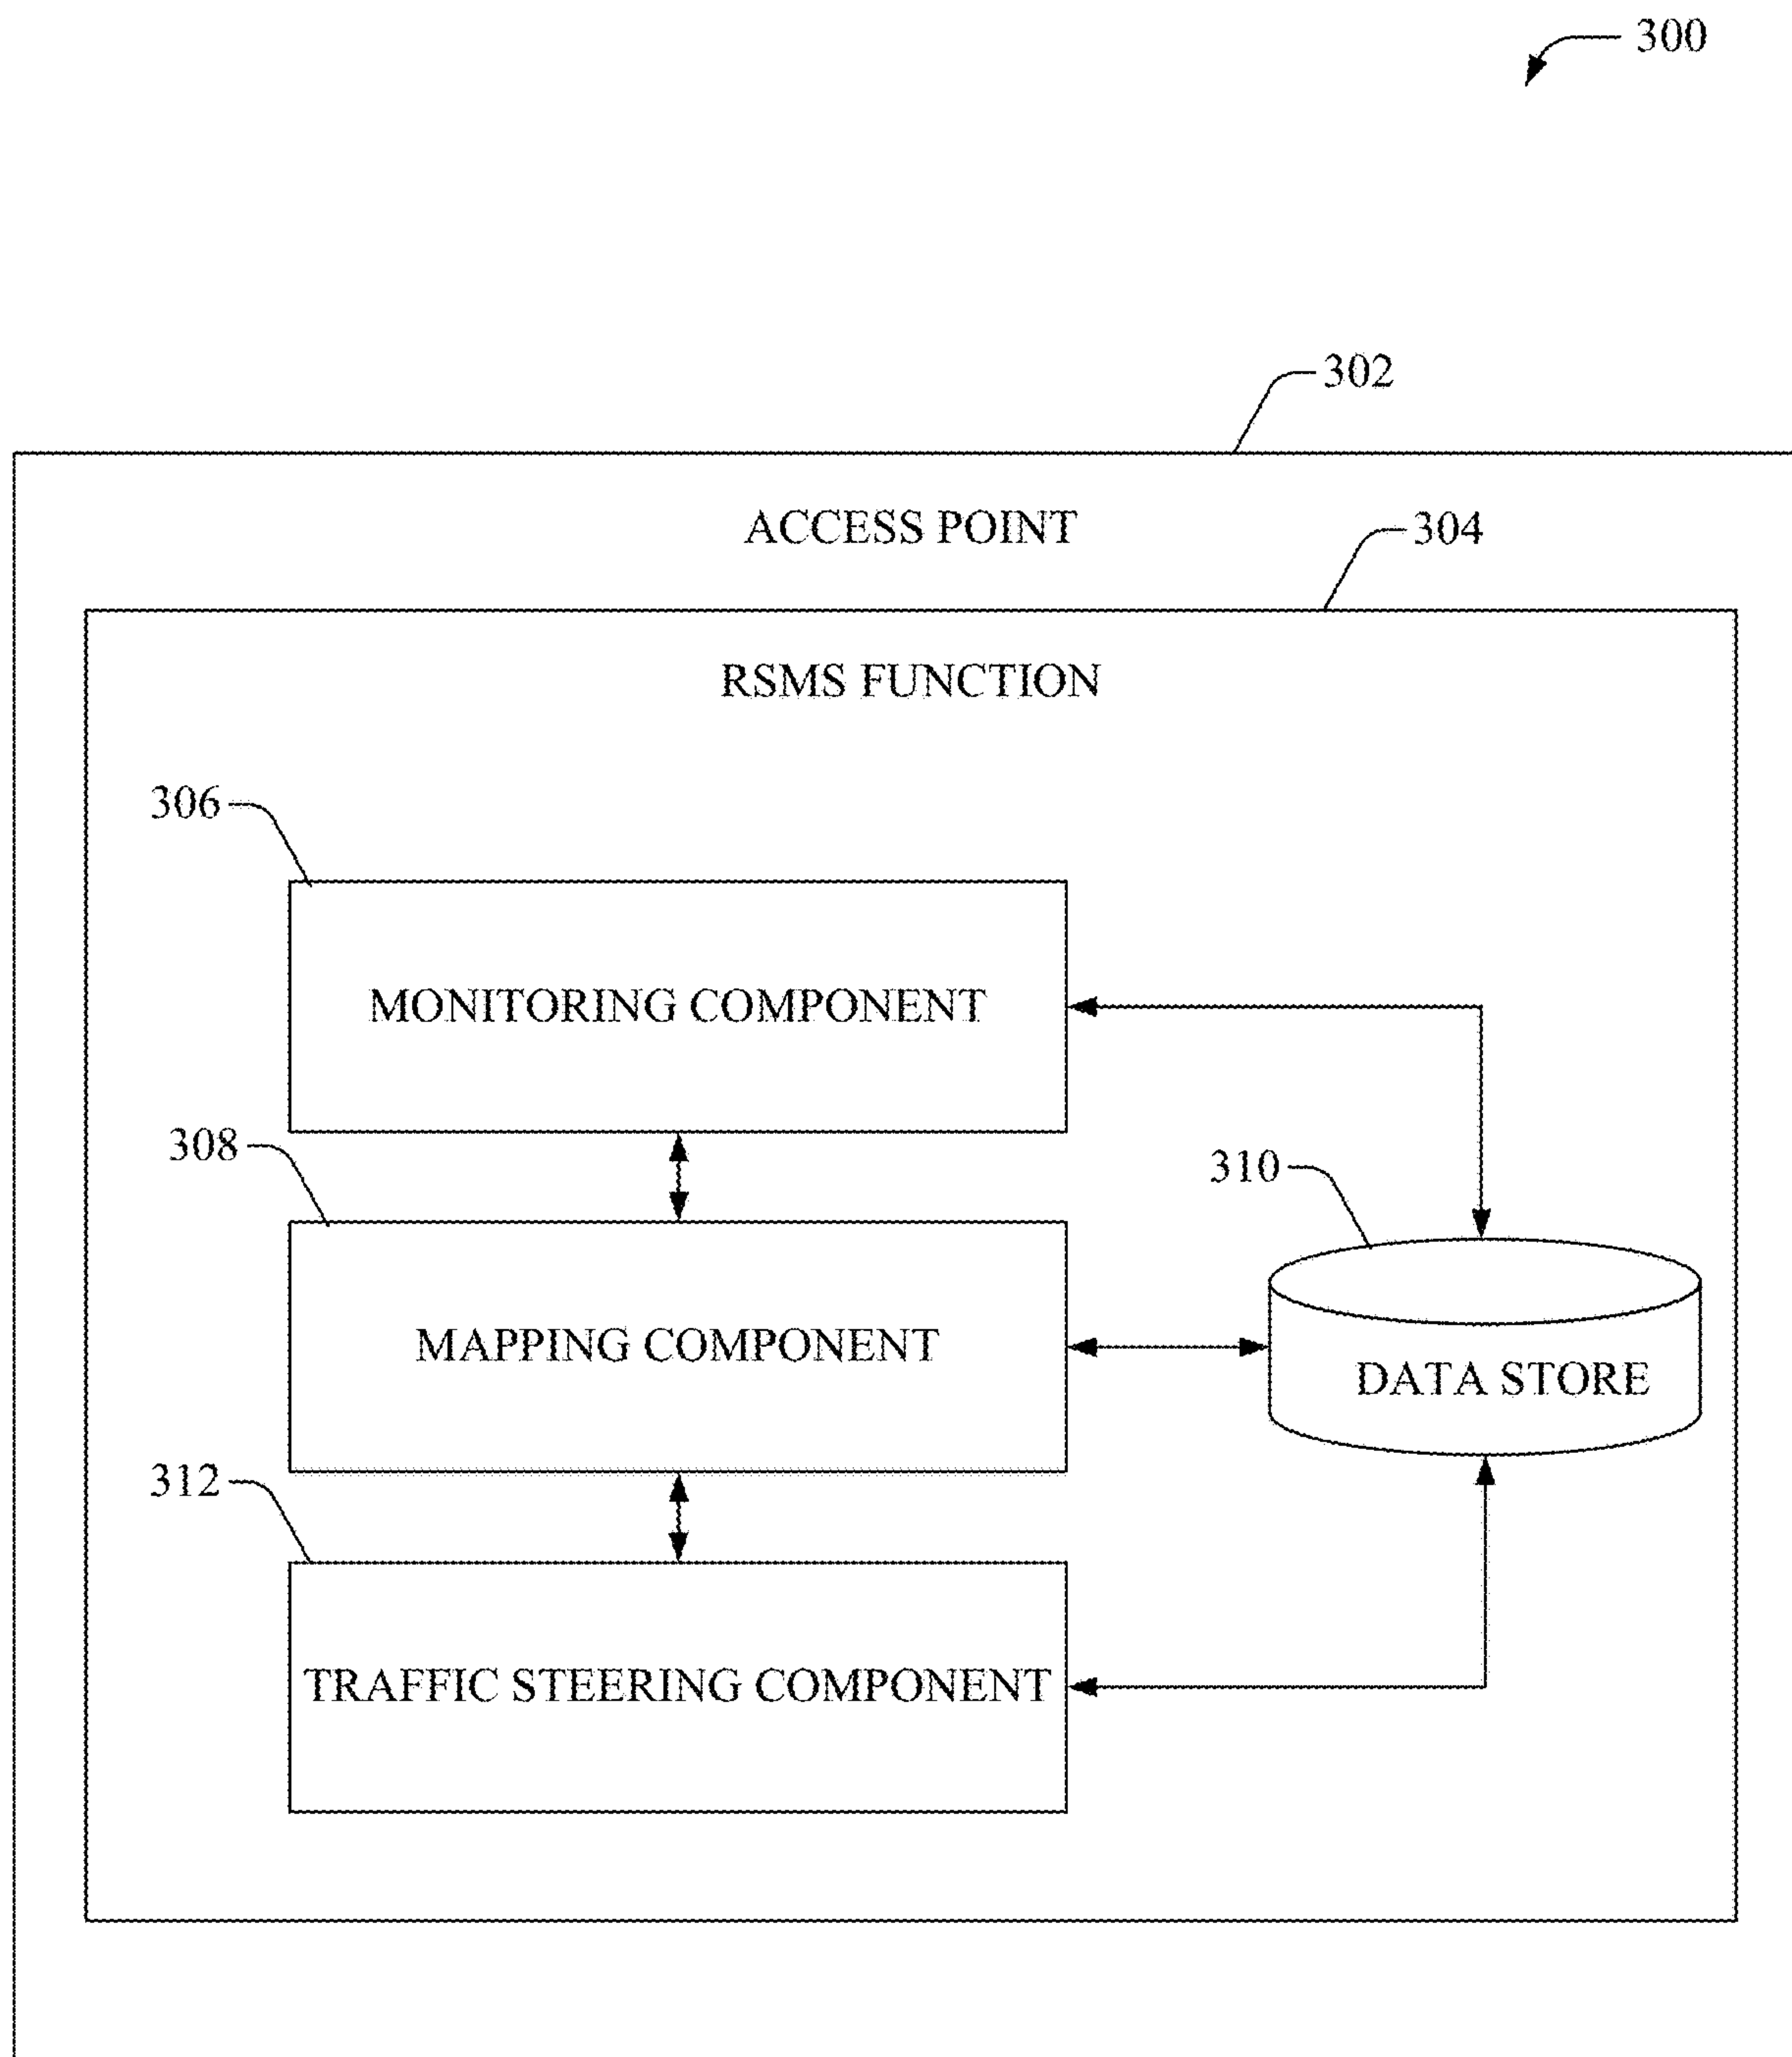 300
302
ACCESS POINT
304
RSMS FUNCTION
306
MONITORING COMPONENT
308
310
MAPPING COMPONENT
DATA STORE
312
TRAFFIC STEERING COMPONENT